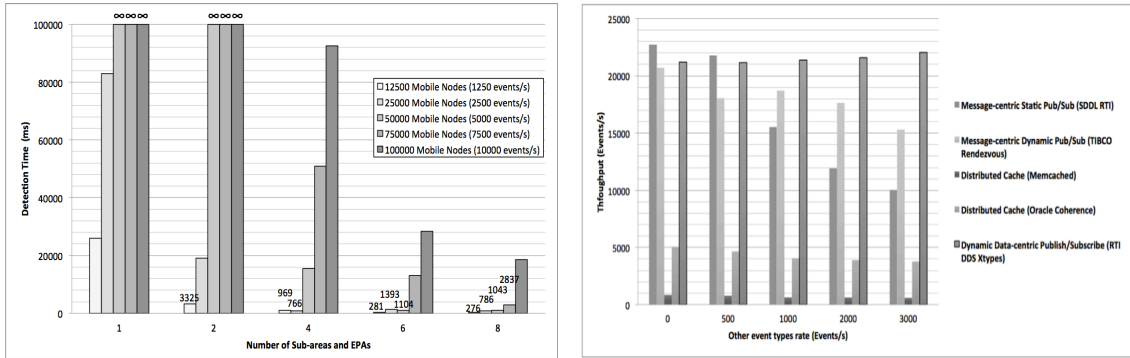 ∞ ∞ ∞ ∞ ∞ ∞
100000
80000
60000
40000
20000
0
Detection Time (ms)
12500 Mobile Nodes (1250 events/s)
25000 Mobile Nodes (2500 events/s)
50000 Mobile Nodes (5000 events/s)
75000 Mobile Nodes (7500 events/s)
100000 Mobile Nodes (10000 events/s)
3325
969
766
281
1393
1104
276
786
1043
2837
1 2 4 6 8
Number of Sub-areas and EPAs
25000
20000
15000
10000
5000
0
Thfoughput (Events/s)
0 500 1000 2000 3000
Other event types rate (Events/s)
Message-centric Static Pub/Sub (SDDL RTI)
Message-centric Dynamic Pub/Sub (TIBCO
Rendezvous)
Distributed Cache (Memcached)
Distributed Cache (Oracle Coherence)
Dynamic Data-centric Publish/Subscribe (RTI
DDS Xtypes)